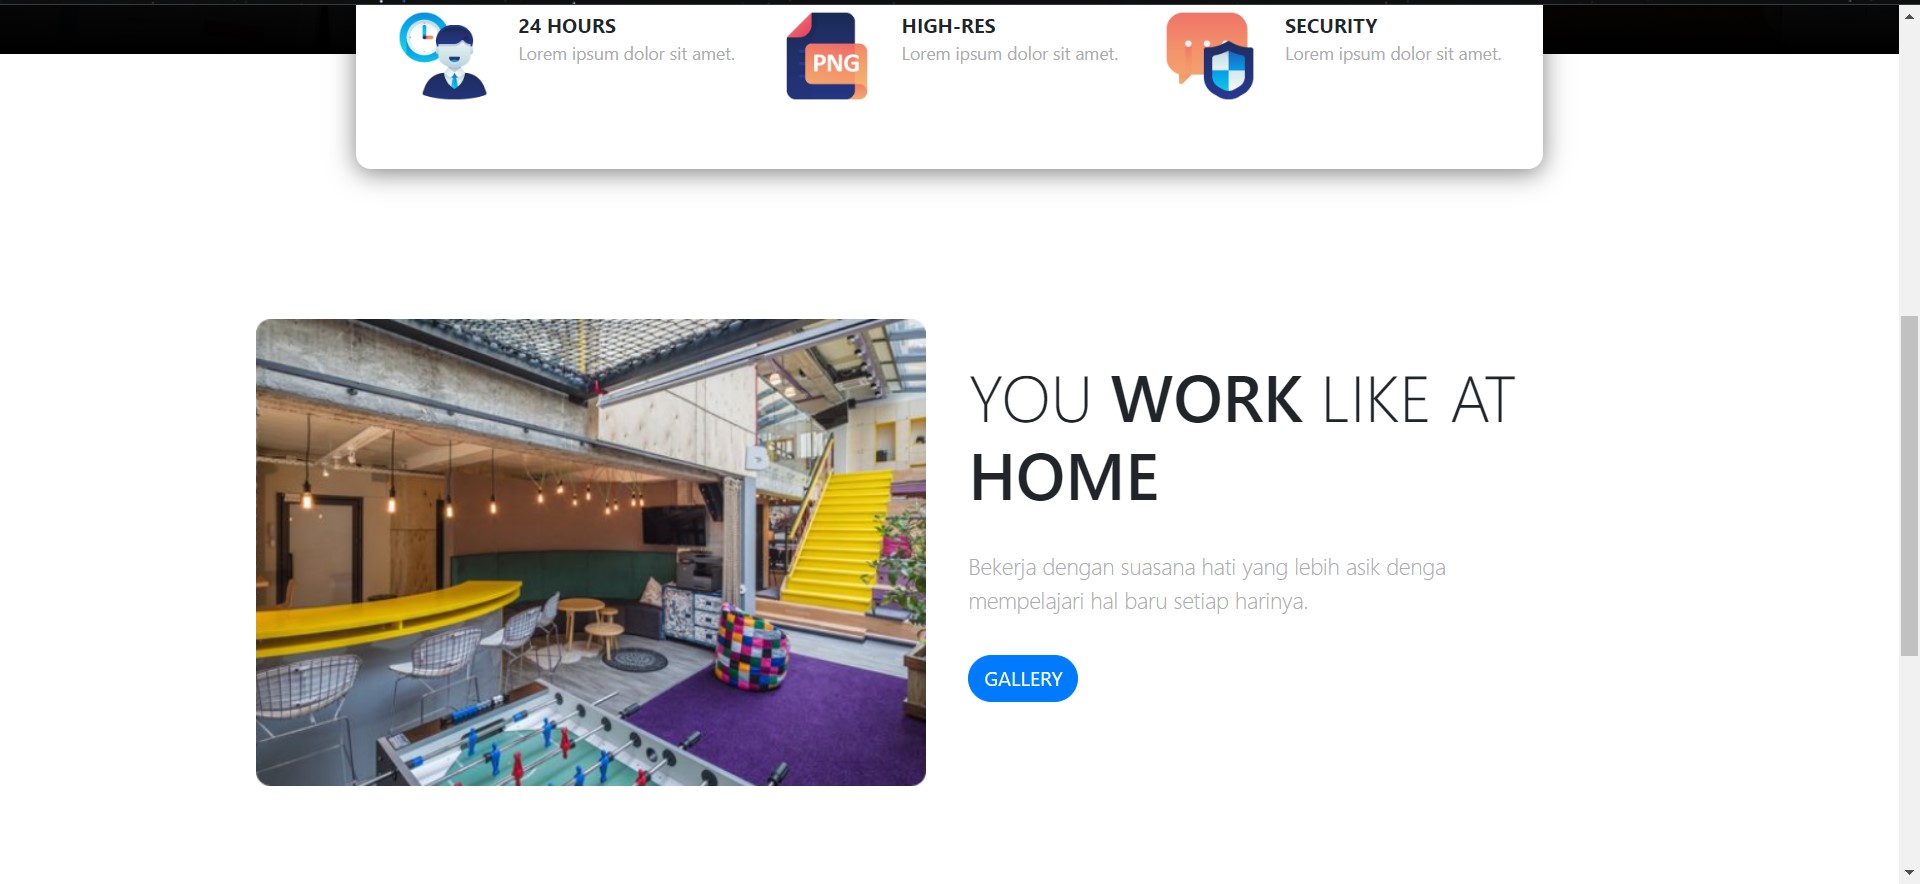 24 HOURS
Lorem ipsum dolor sit amet.
PNG
HIGH-RES
Lorem ipsum dolor sit amet.
SECURITY
Lorem ipsum dolor sit amet.
YOU WORK LIKE AT
HOME
Bekerja dengan suasana hati yang lebih asik denga
mempelajari hal baru setiap harinya.
GALLERY